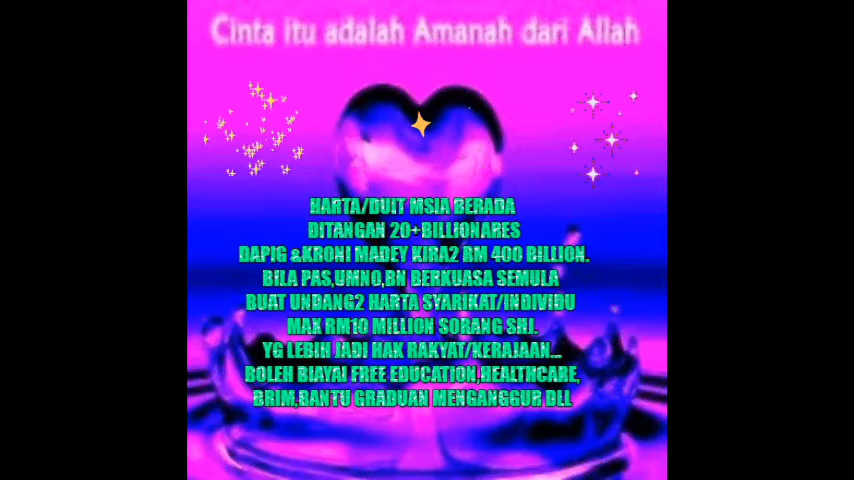 Cinta itu adalah Amanah dari Allah
HARTA/DUIT MSIA BERADA
DITANGAN 20+BILLIONARES
DAPIG &KRONI MADEY KIRA2 RM 400 BILLION.
BILA PAS,UMNO,BN BERKUASA SEMULA
BUAT UNDANG2 HARTA SYARIKAT/INDIVIDU
MAX RM10 MILLION SORANG SHJ.
YG LEBIH JADI HAK RAKYAT/KERAJAAN...
BOLEH BIAYAI FREE EDUCATION,HEALTHCARE,
BRIM,BANTU GRADUAN MENGANGGUR DLL